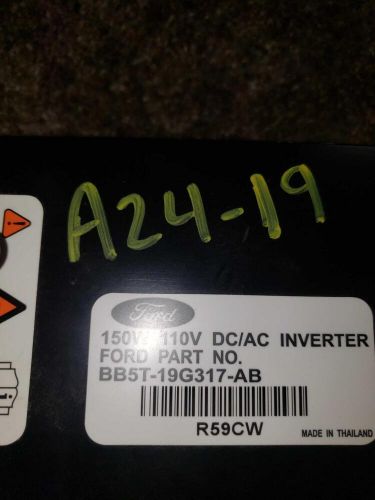 A24-19
Ford
150W 110V DC/AC INVERTER
FORD PART NO.
BB5T-19G317-AB
R59CW
MADE IN THAILAND